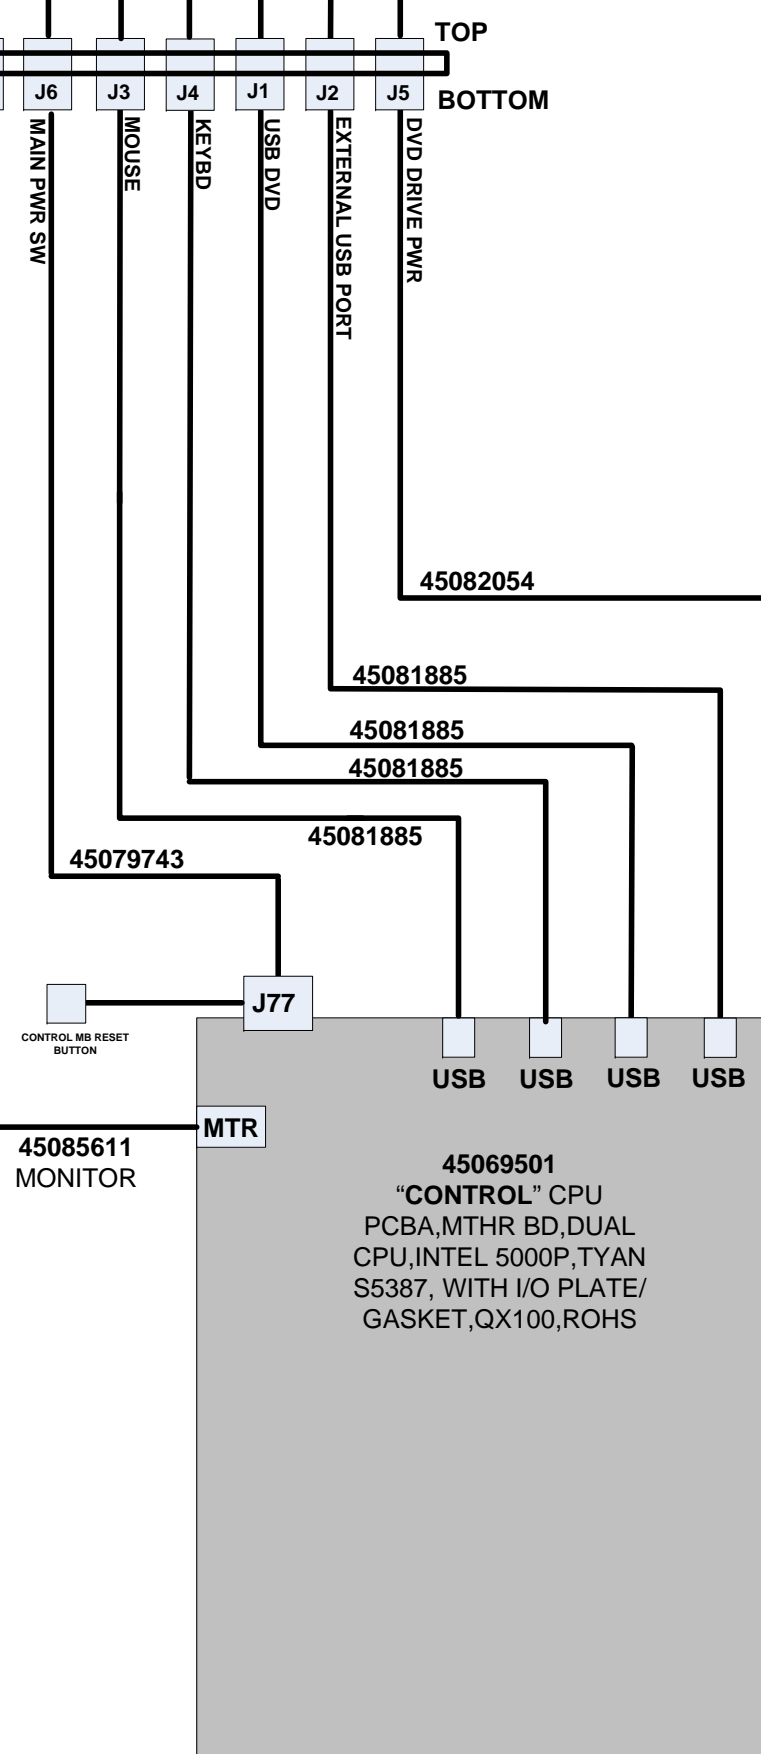 TOP
J6 J3 J4 J1 J2 J5
BOTTOM
MAIN PWR SW
MOUSE
KEYBD
USB DVD
EXTERNAL USB PORT
DVD DRIVE PWR
45082054
45081885
45081885
45081885
45081885
45079743
J77
CONTROL MB RESET
BUTTON
USB USB USB USB
MTR
45085611
MONITOR
45069501
“CONTROL” CPU
PCBA,MTHR BD,DUAL
CPU,INTEL 5000P,TYAN
S5387, WITH I/O PLATE/
GASKET,QX100,ROHS